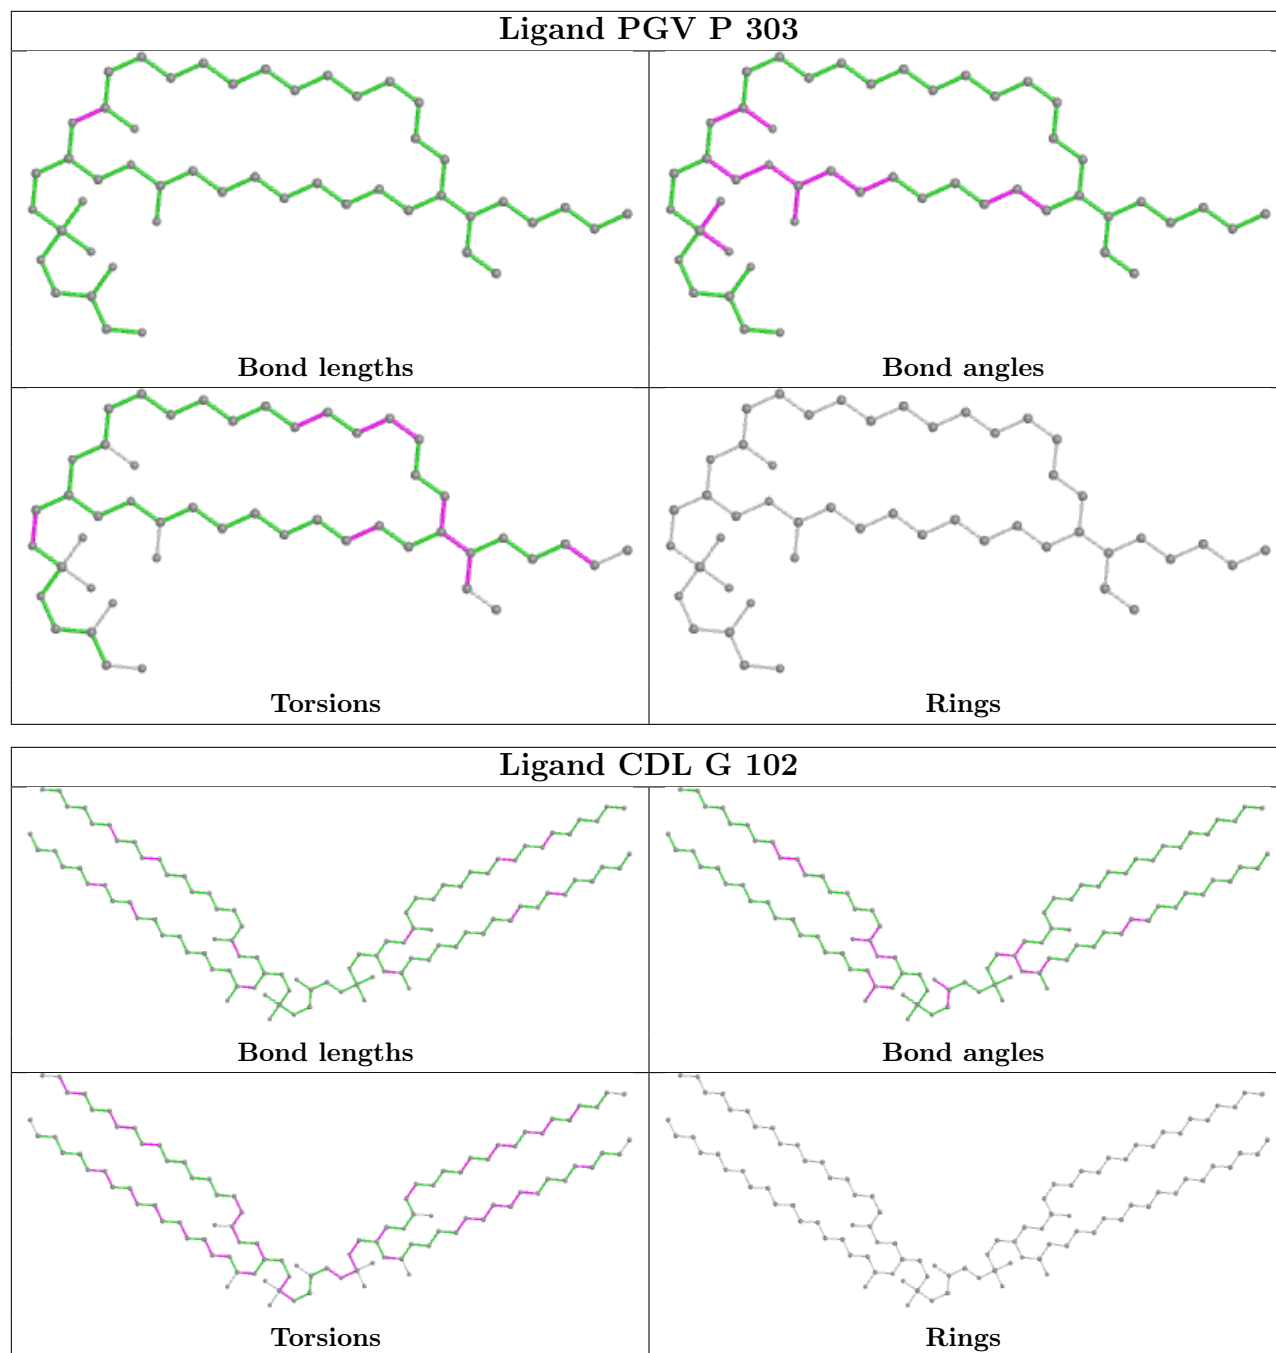 Ligand PGV P 303
Bond lengths
Bond angles
Torsions
Rings
Ligand CDL G 102
Bond lengths
Bond angles
Torsions
Rings